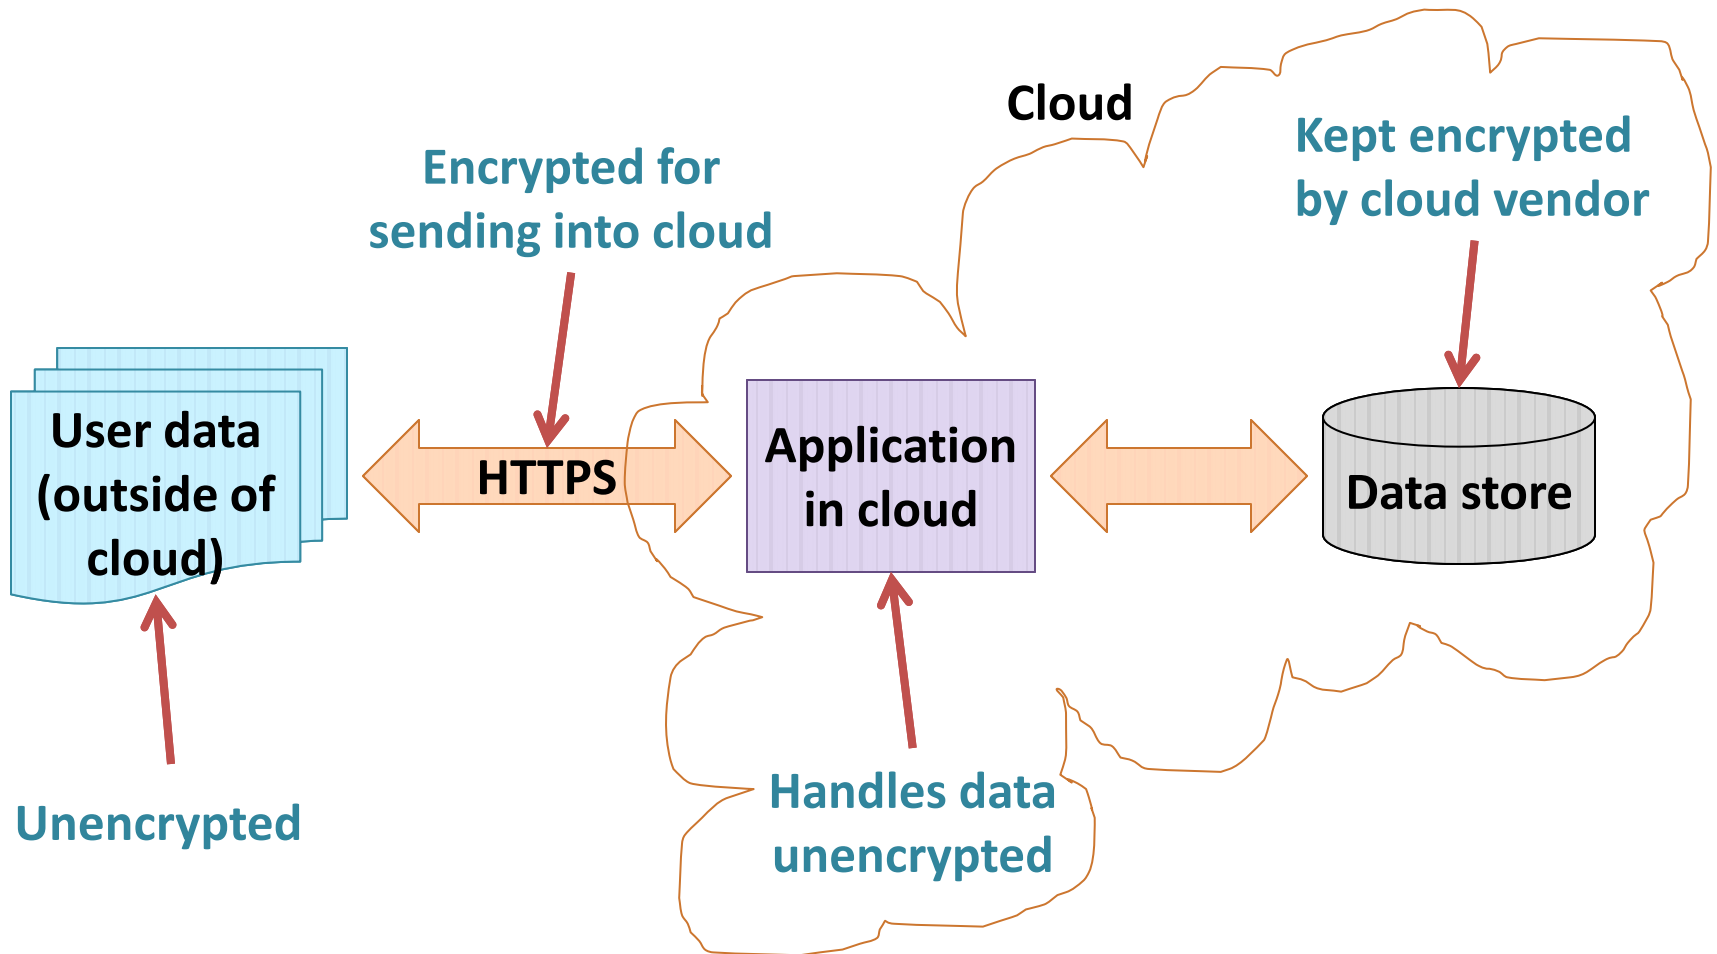 Cloud
Kept encrypted
by cloud vendor
Encrypted for
sending into cloud
User data
(outside of
cloud)
HTTPS
Application
in cloud
Data store
Unencrypted
Handles data
unencrypted